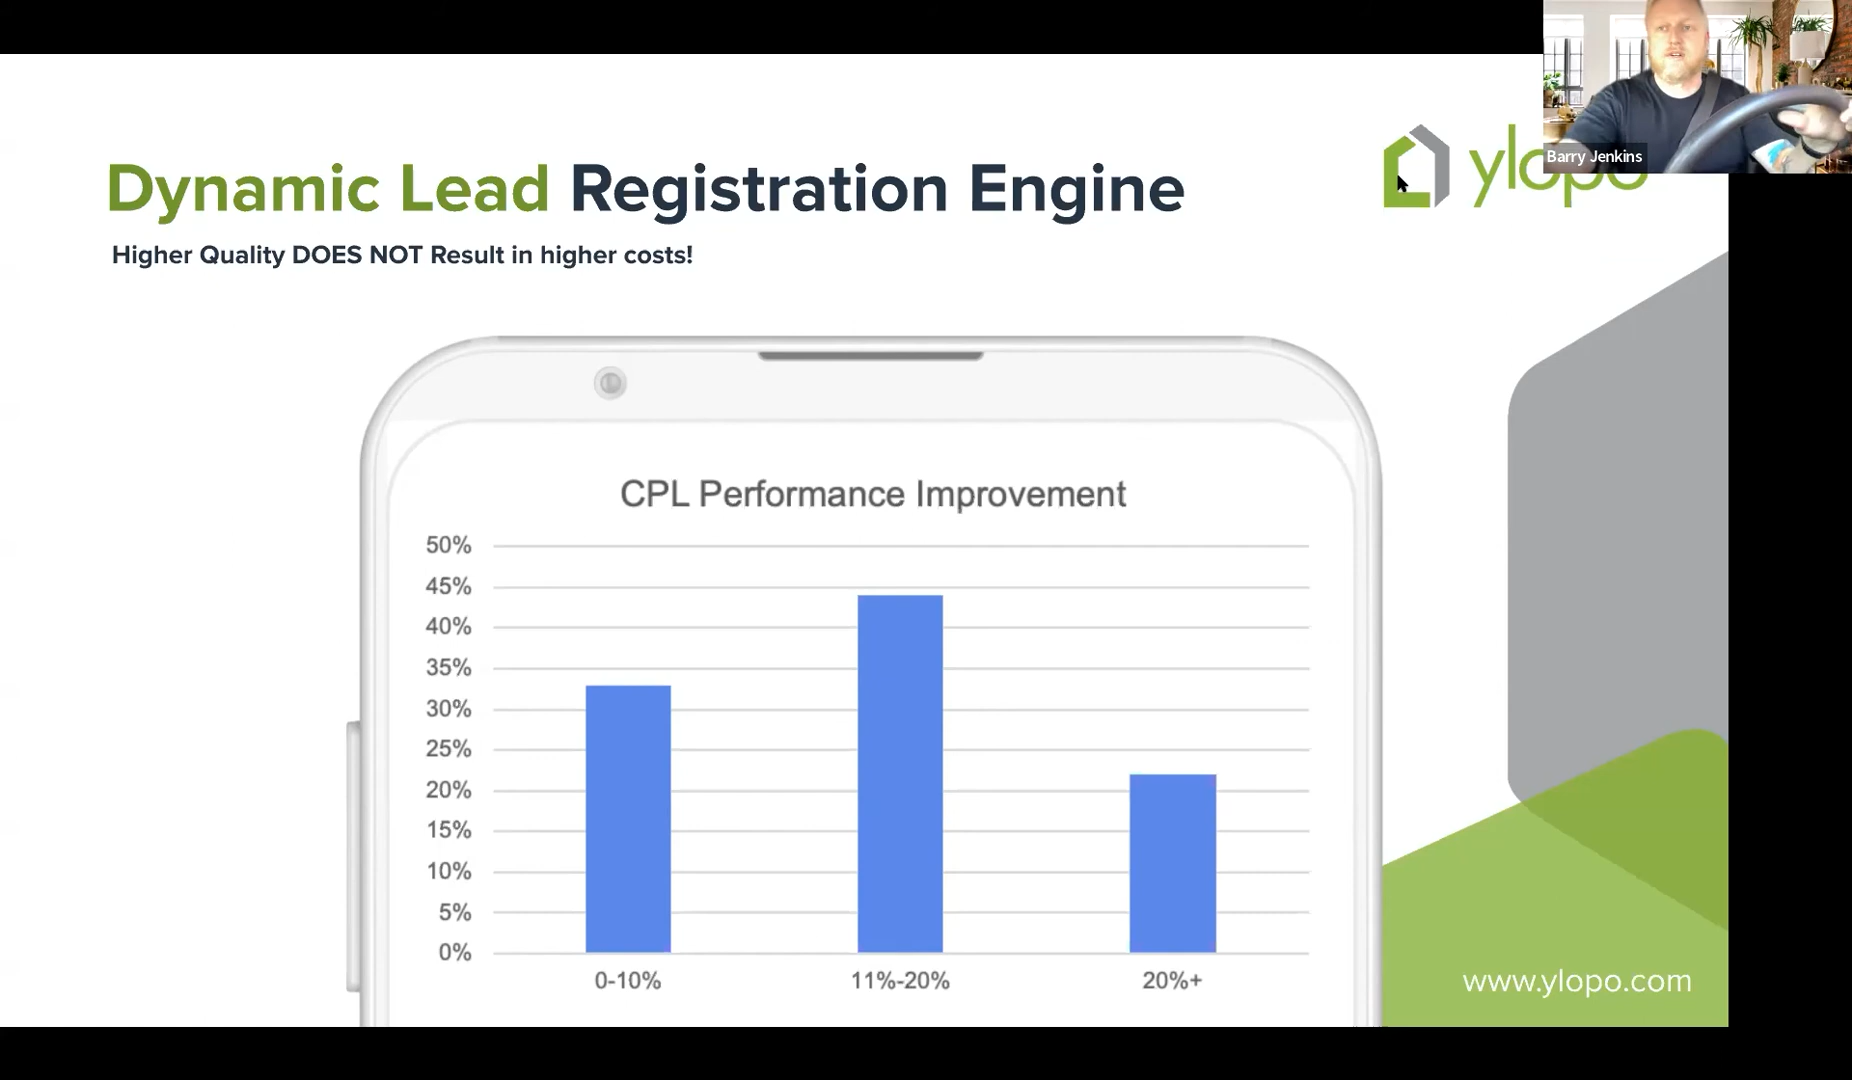 Dynamic Lead Registration Engine
Higher Quality DOES NOT Result in higher costs!
ylopo
Barry Jenkins
CPL Performance Improvement
50%
45%
40%
35%
30%
25%
20%
15%
10%
5%
0%
0-10%
11%-20%
20%+
www.ylopo.com